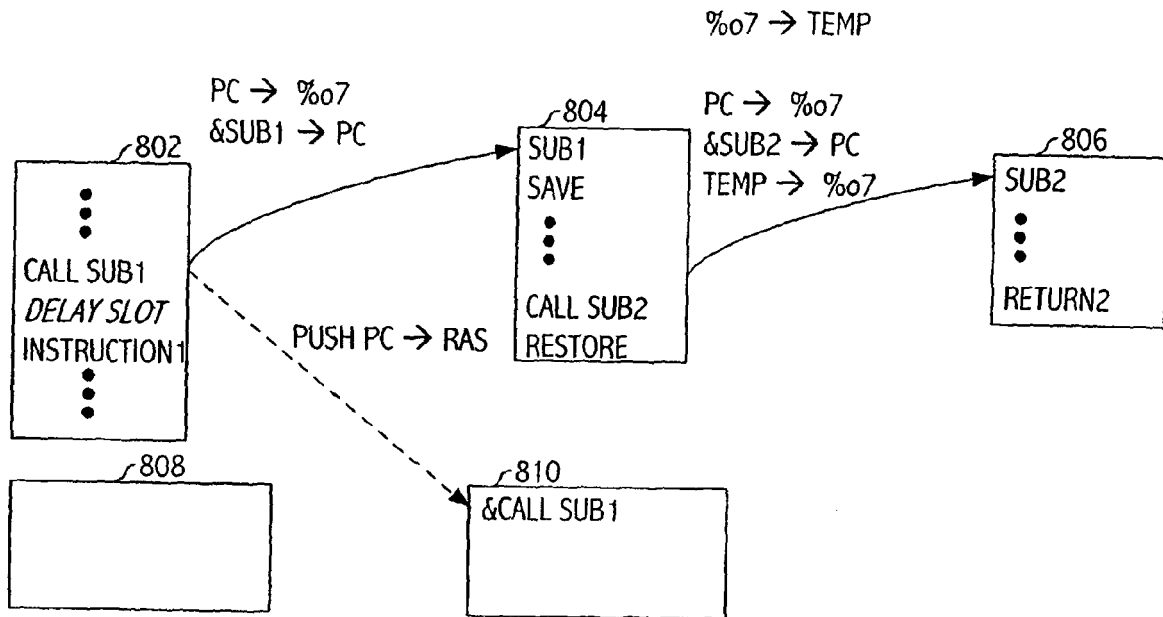 %o7 → TEMP
PC → %o7
&SUB1 → PC
PC → %o7
&SUB2 → PC
TEMP → %o7
802
CALL SUB1
DELAY SLOT
INSTRUCTION1
804
SUB1
SAVE
CALL SUB2
RESTORE
806
SUB2
RETURN2
PUSH PC → RAS
808
810
&CALL SUB1